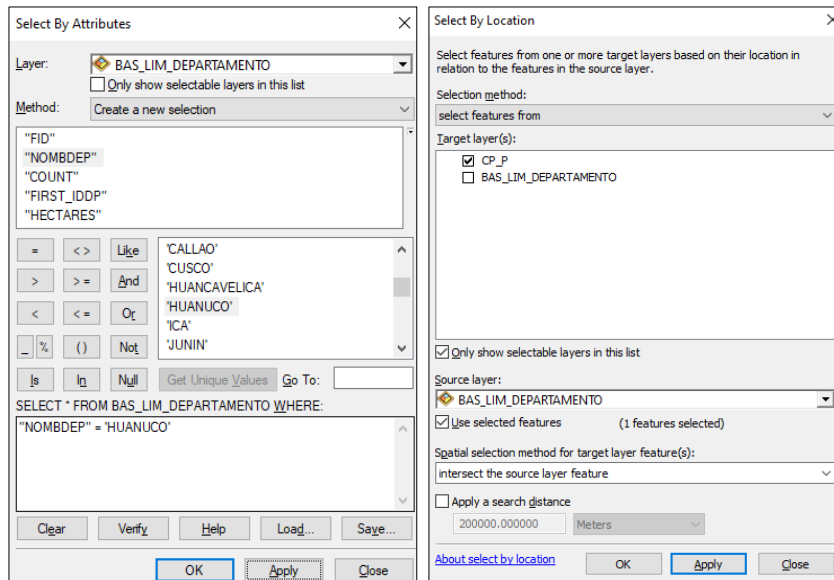 Select By Attributes
Layer: BAS_LIM_DEPARTAMENTO
Only show selectable layers in this list
Method: Create a new selection
"FID"
"NOMBDEP"
"COUNT"
"FIRST_IDDP"
"HECTARES"
= < > Like
> > = And
< < = Or
_ % () Not
Is In Null
'CALLAO'
'CUSCO'
'HUANCAVELICA'
'HUANUCO'
'ICA'
'JUNIN'
Get Unique Values Go To:
SELECT * FROM BAS_LIM_DEPARTAMENTO WHERE:
"NOMBDEP" = 'HUANUCO'
Clear Verify Help Load... Save...
OK Apply Close
Select By Location
Select features from one or more target layers based on their location in
relation to the features in the source layer.
Selection method:
select features from
Target layer(s):
CP_P
BAS_LIM_DEPARTAMENTO
Only show selectable layers in this list
Source layer:
BAS_LIM_DEPARTAMENTO
Use selected features (1 features selected)
Spatial selection method for target layer feature(s):
intersect the source layer feature
Apply a search distance
200000.000000 Meters
About select by location OK Apply Close